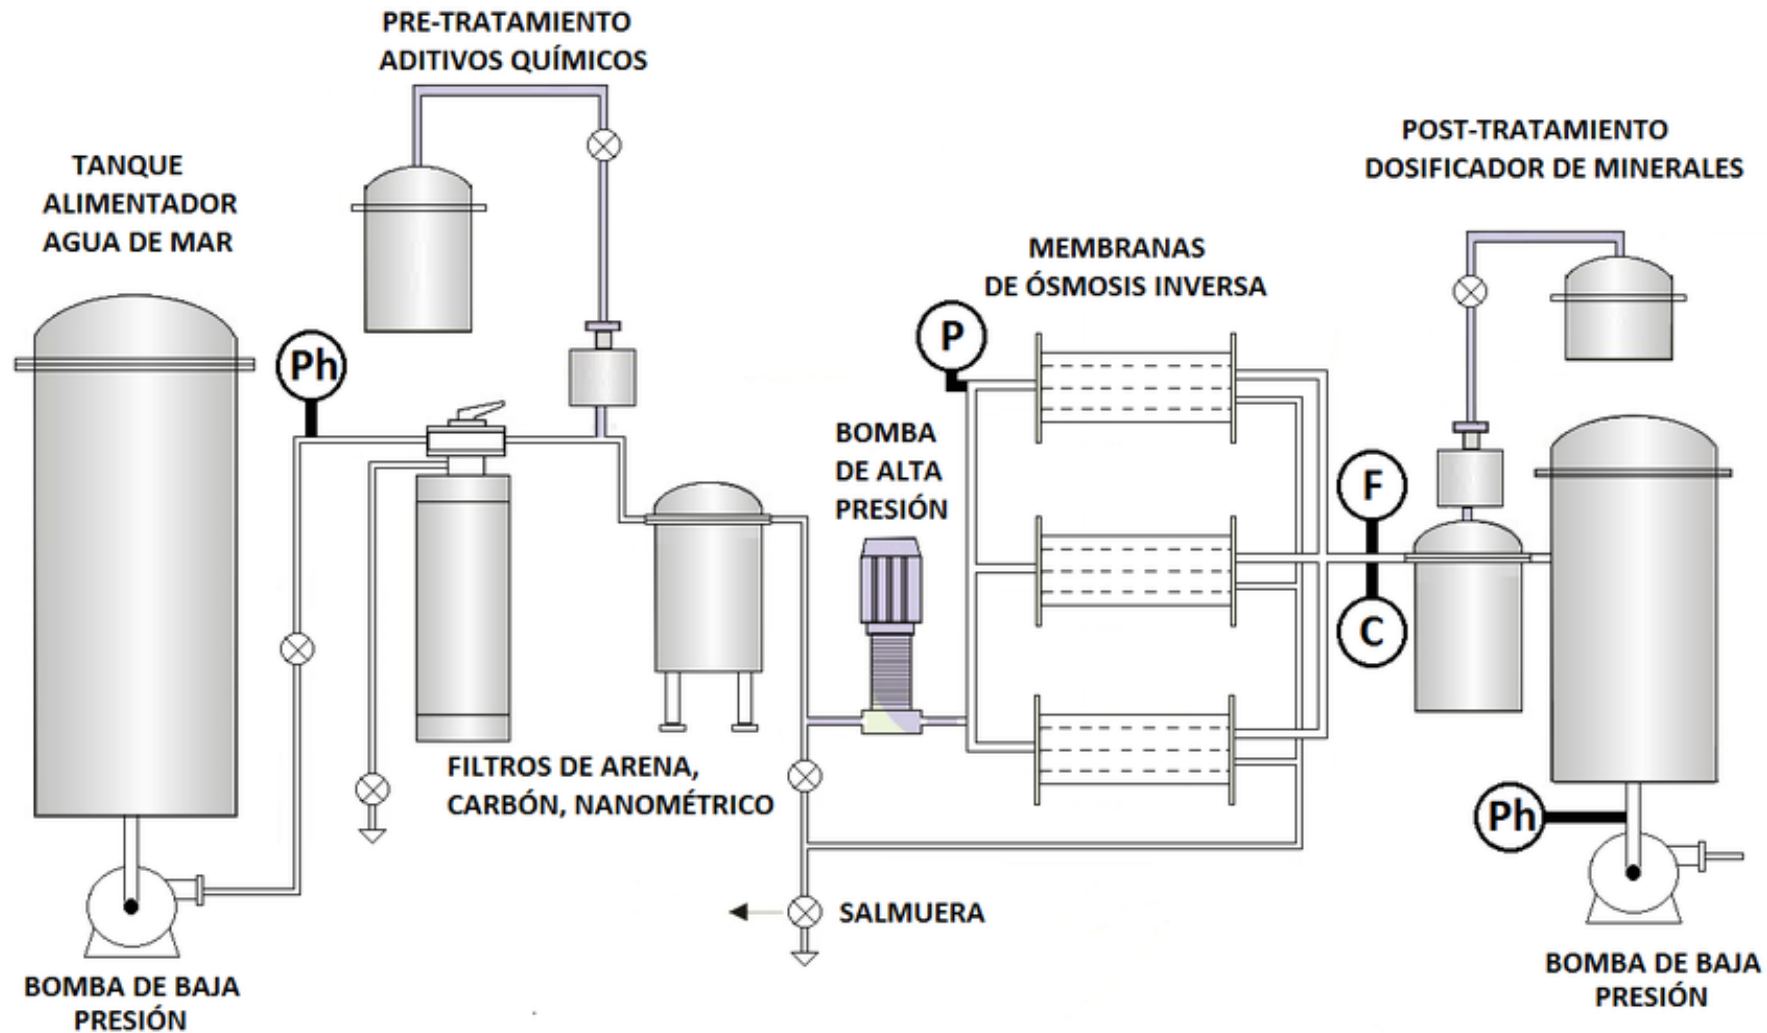 PRE-TRATAMIENTO
ADITIVOS QUÍMICOS
TANQUE
ALIMENTADOR
AGUA DE MAR
POST-TRATAMIENTO
DOSIFICADOR DE MINERALES
MEMBRANAS
DE ÓSMOSIS INVERSA
Ph
P
BOMBA
DE ALTA
PRESIÓN
F
C
FILTROS DE ARENA,
CARBÓN, NANOMÉTRICO
Ph
SALMUERA
BOMBA DE BAJA
PRESIÓN
BOMBA DE BAJA
PRESIÓN